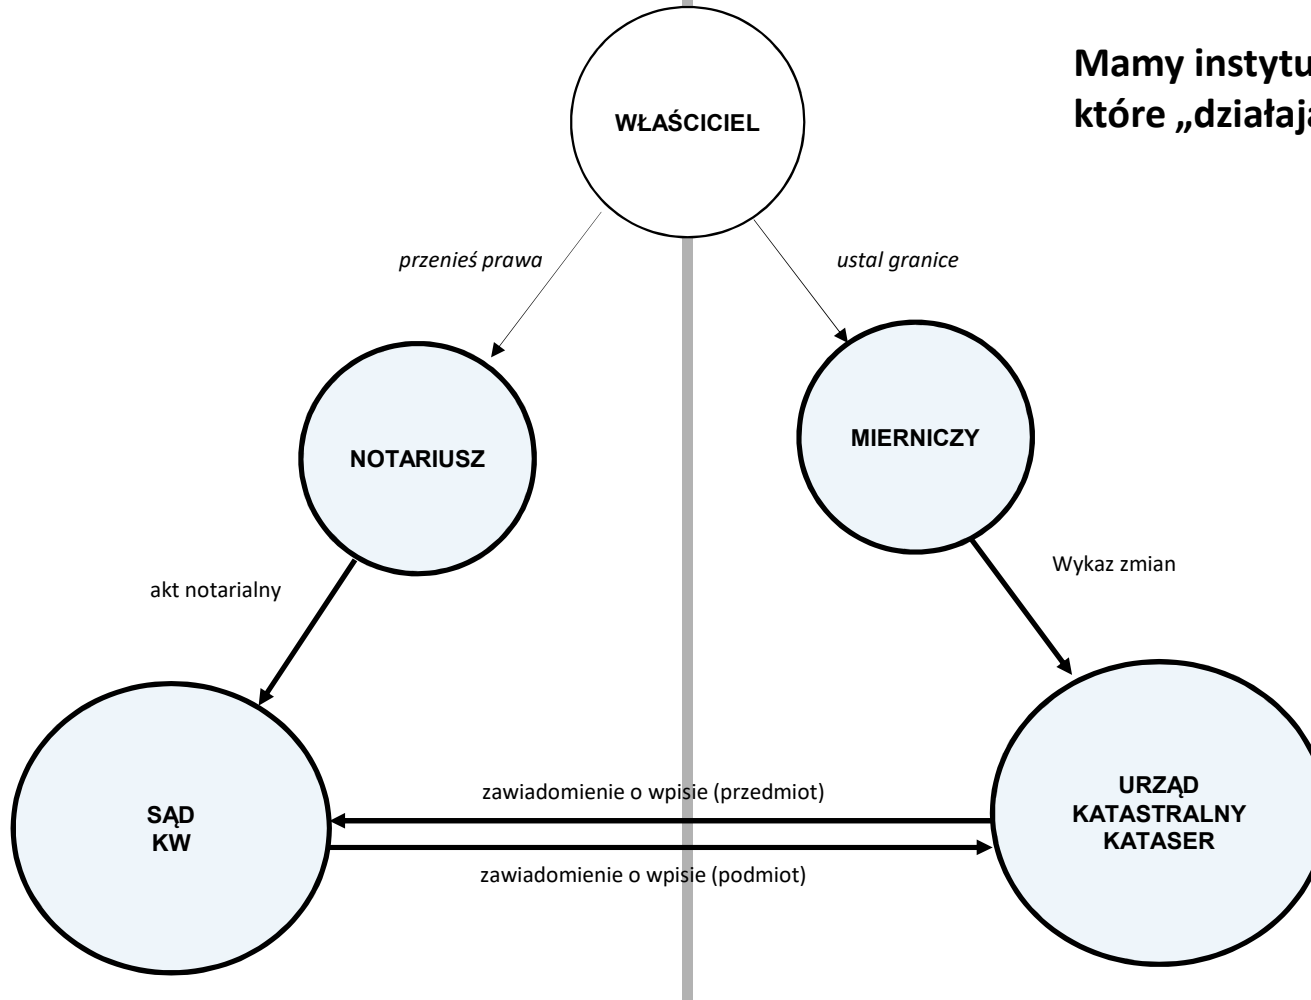 Mamy instytu
które „działają
WŁAŚCICIEL
przenieś prawa
ustal granice
NOTARIUSZ
MIERNICZY
akt notarialny
Wykaz zmian
SĄD
KW
zawiadomienie o wpisie (przedmiot)
zawiadomienie o wpisie (podmiot)
URZĄD
KATASTRALNY
KATASER